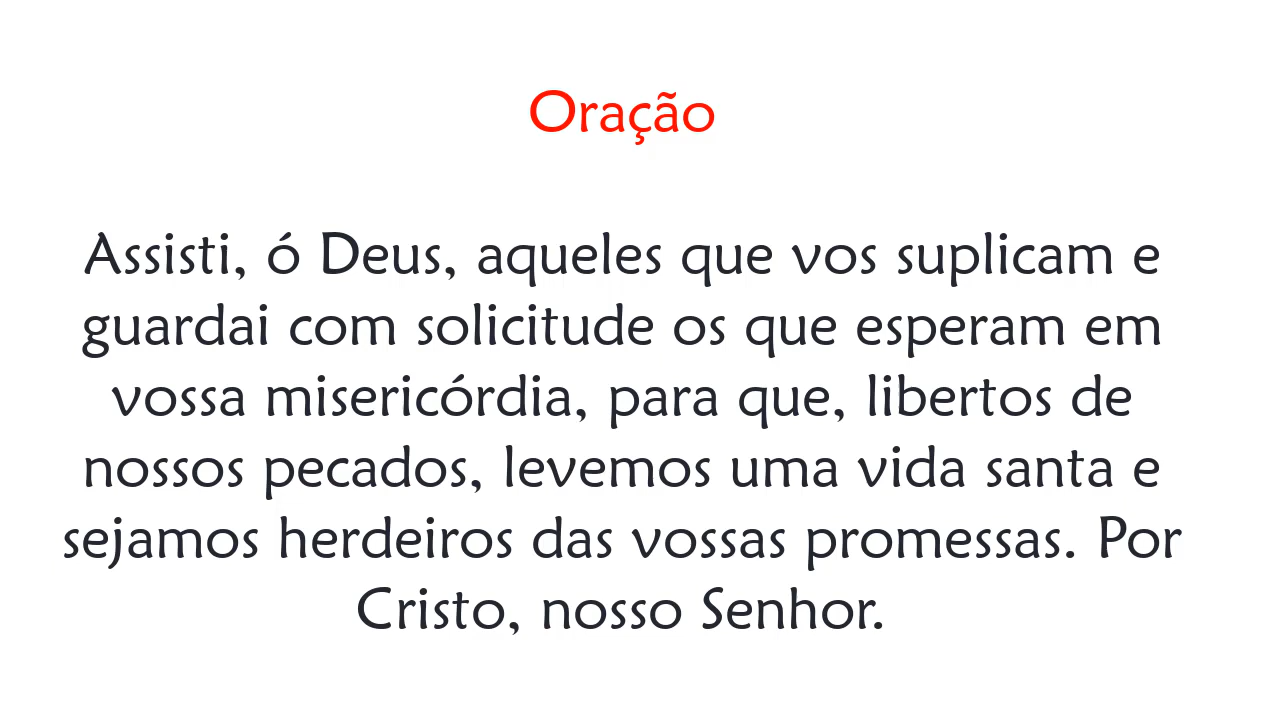 Oração
Assisti, ó Deus, aqueles que vos suplicam e
guardai com solicitude os que esperam em
vossa misericórdia, para que, libertos de
nossos pecados, levemos uma vida santa e
sejamos herdeiros das vossas promessas. Por
Cristo, nosso Senhor.